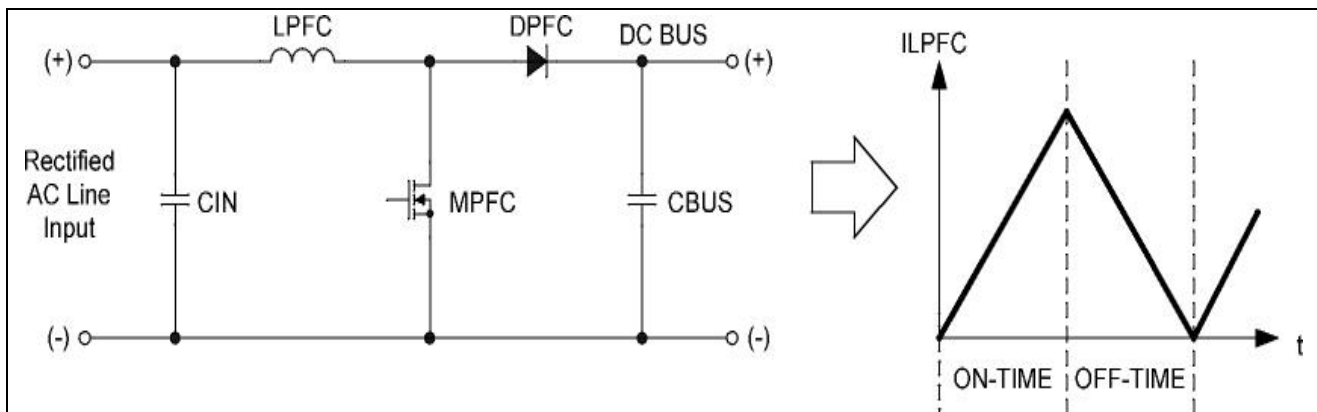 LPFC
DPFC
DC BUS
(+)
(+)
Rectified
AC Line
Input
CIN
MPFC
CBUS
(-)
(-)
ILPFC
t
ON-TIME
OFF-TIME